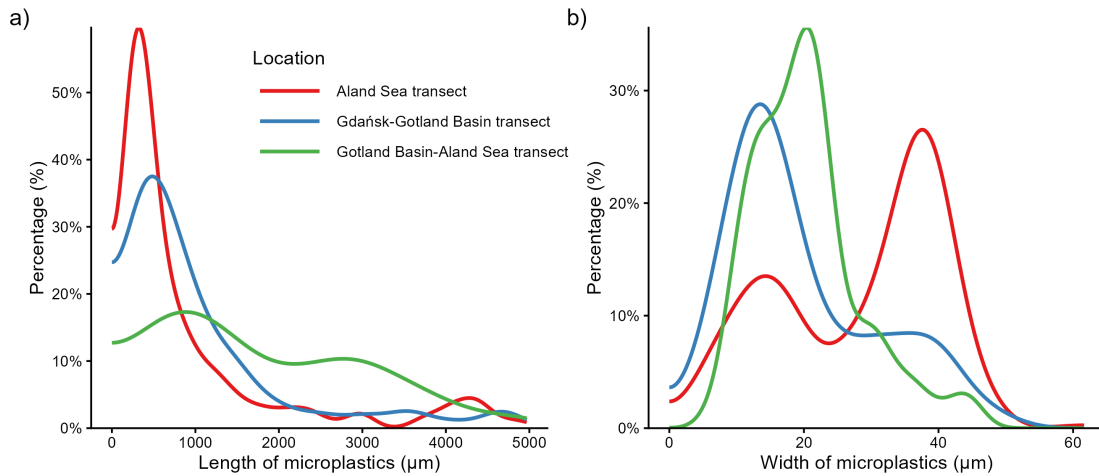 a)
Percentage (%)
50%
40%
30%
20%
10%
0%
0 1000 2000 3000 4000 5000
Length of microplastics (µm)
Location
Aland Sea transect
Gdańsk-Gotland Basin transect
Gotland Basin-Aland Sea transect
b)
Percentage (%)
30%
20%
10%
0%
0 20 40 60
Width of microplastics (µm)